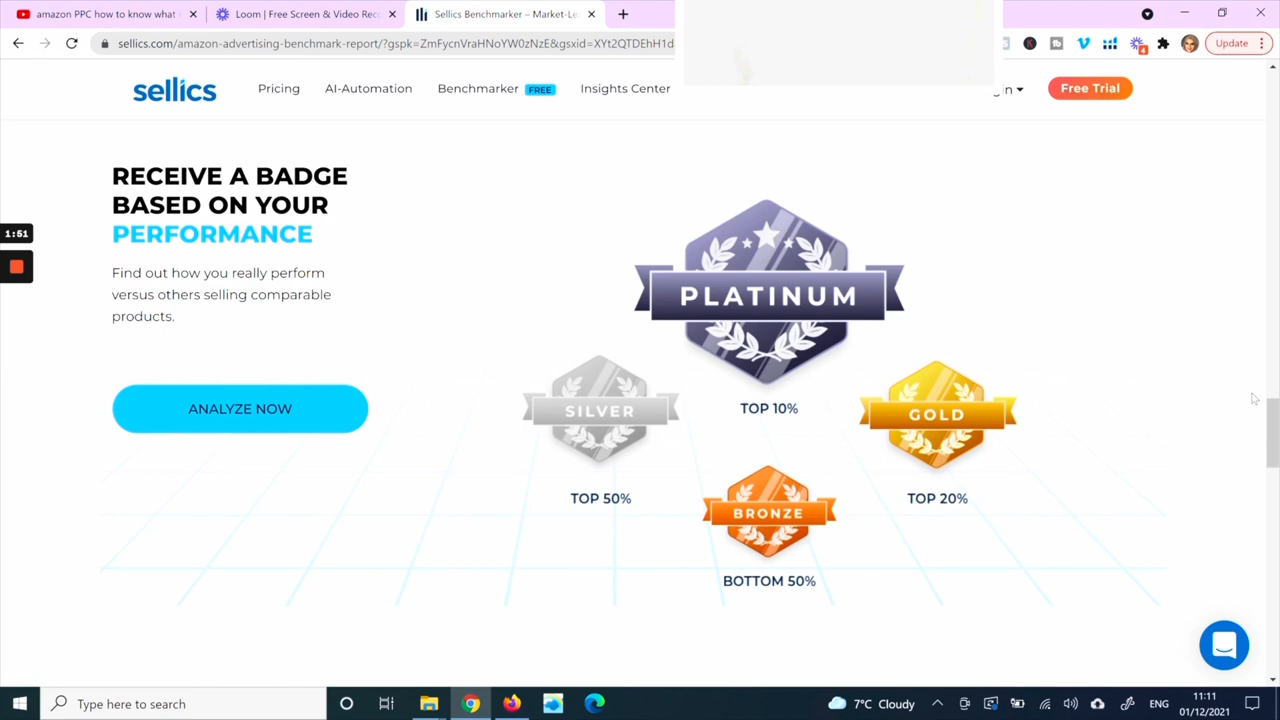 amazon PPC how to know what
Loom | Free Screen & Video Rec
Sellics Benchmarker – Market-Le
sellics.com/amazon-advertising-benchmark-report/?gspk=ZmFycnVraHNoYW0zNzE&gsxid=XYt2QTDEhH1d
Update
sellics
Pricing
AI-Automation
Benchmarker FREE
Insights Center
Free Trial
RECEIVE A BADGE
BASED ON YOUR
PERFORMANCE
Find out how you really perform
versus others selling comparable
products.
ANALYZE NOW
1:51
PLATINUM
TOP 10%
SILVER
TOP 50%
GOLD
TOP 20%
BRONZE
BOTTOM 50%
Type here to search
7°C Cloudy
ENG
11:11
01/12/2021